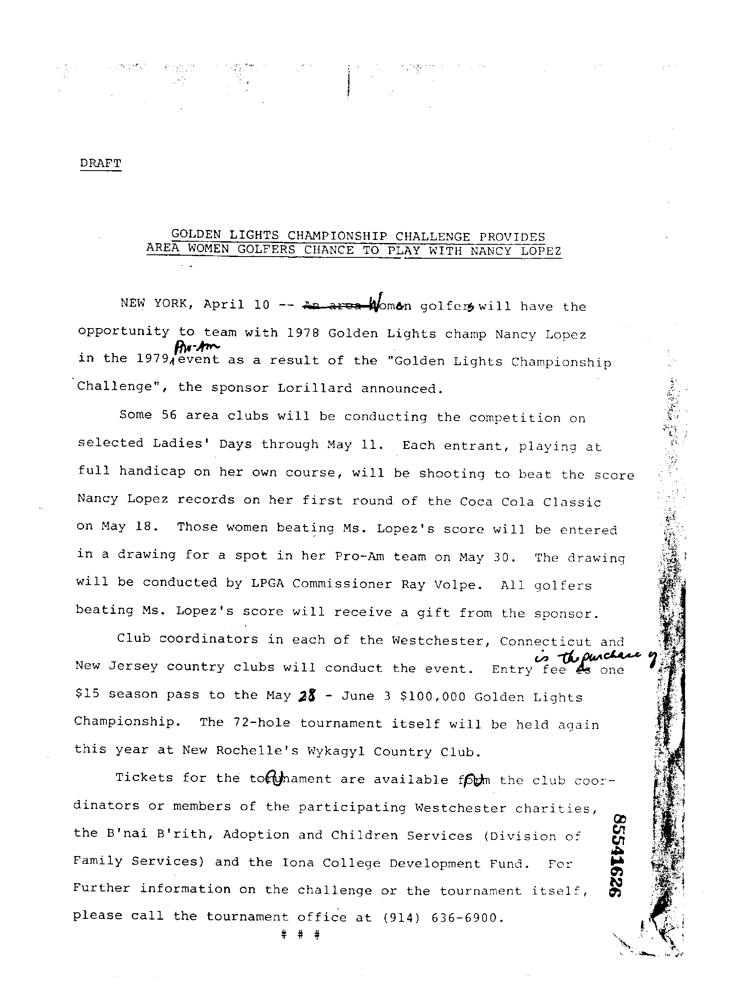 DRAFT
GOLDEN LIGHTS CHAMPIONSHIP CHALLENGE PROVIDES
AREA WOMEN GOLFERS CHANCE TO PLAY WITH NANCY LOPEZ
NEW YORK, April 10 -- An area Women golfers will have the
opportunity to team with 1978 Golden Lights champ Nancy Lopez
Pro-Am
in the 1979 event as a result of the "Golden Lights Championship
Challenge", the sponsor Lorillard announced.
Some 56 area clubs will be conducting the competition on
selected Ladies' Days through May 11. Each entrant, playing at
full handicap on her own course, will be shooting to beat the score
Nancy Lopez records on her first round of the Coca Cola Classic
on May 18. Those women beating Ms. Lopez's score will be entered
in a drawing for a spot in her Pro-Am team on May 30. The drawing
will be conducted by LPGA Commissioner Ray Volpe. All golfers
beating Ms. Lopez's score will receive a gift from the sponsor.
Club coordinators in each of the Westchester, Connecticut and
is the purchase of
New Jersey country clubs will conduct the event. Entry fee is one
$15 season pass to the May 28 - June 3 $100,000 Golden Lights
Championship. The 72-hole tournament itself will be held again
this year at New Rochelle's Wykagyl Country Club.
Tickets for the tournament are available from the club coor-
dinators or members of the participating Westchester charities,
the B'nai B'rith, Adoption and Children Services (Division of
Family Services) and the Iona College Development Fund. For
Further information on the challenge or the tournament itself,
please call the tournament office at (914) 636-6900.
# # #
85541626